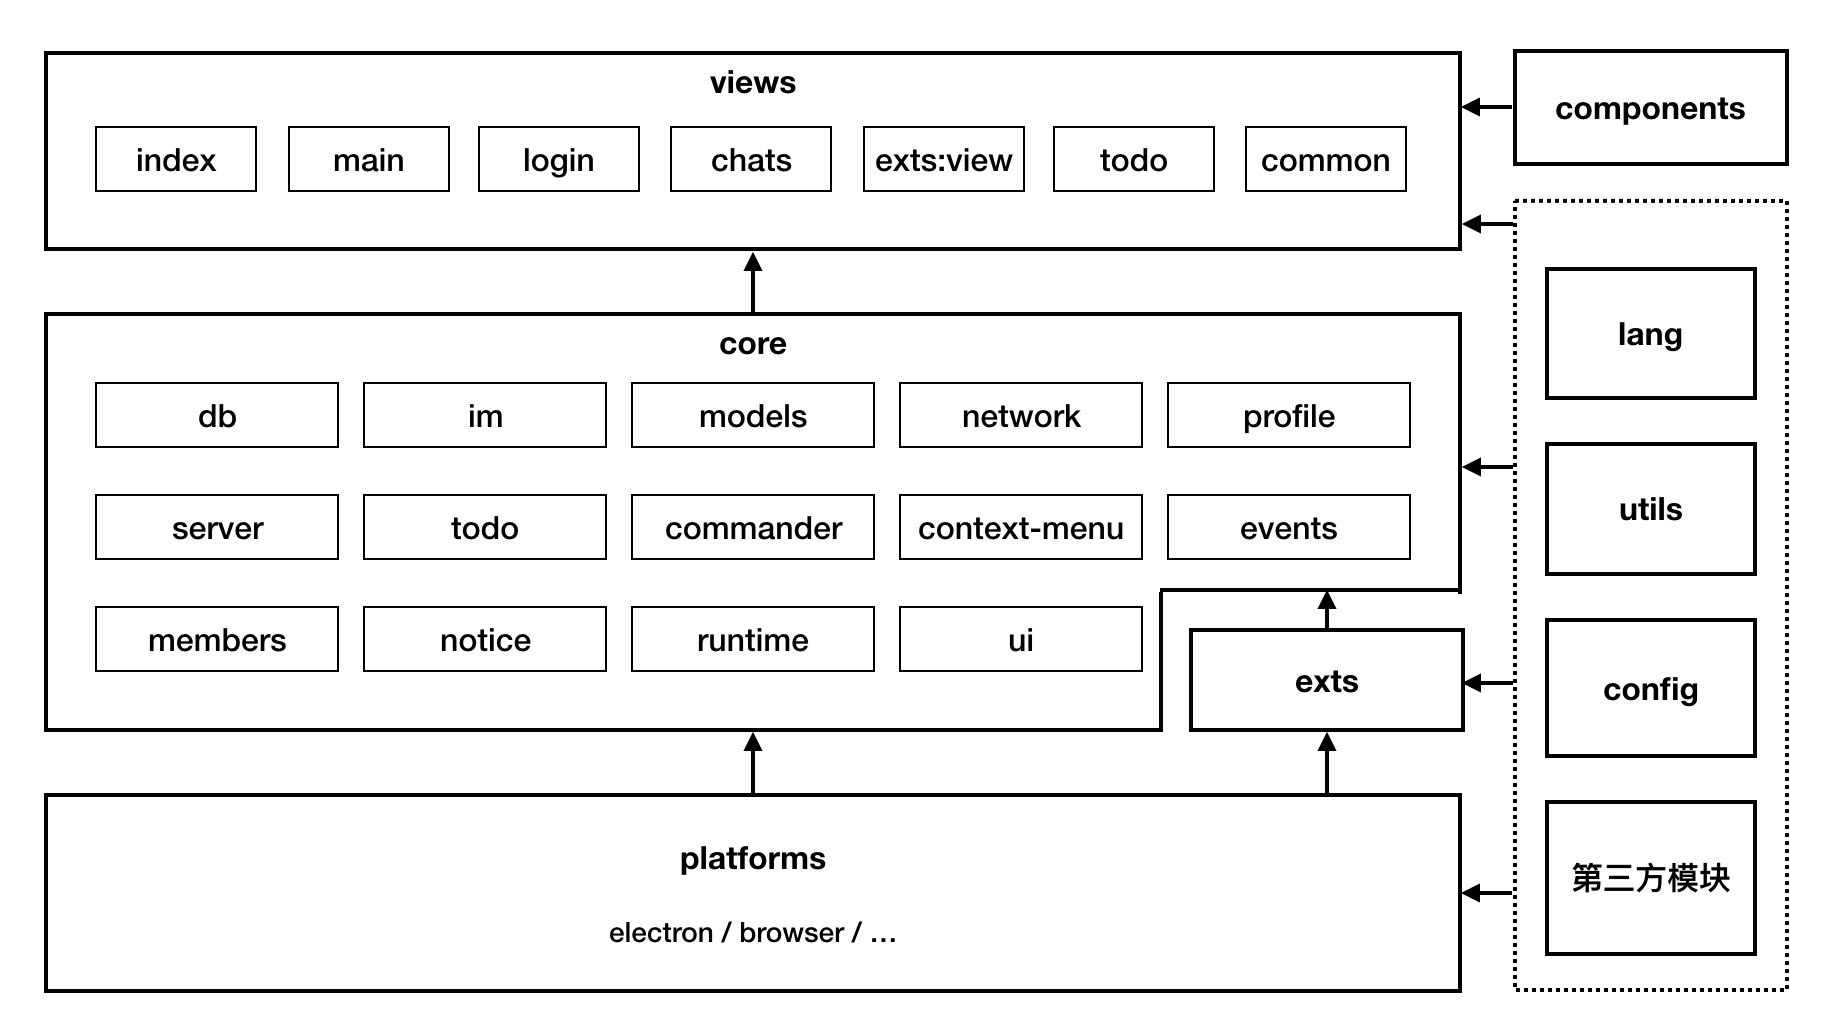 views
index
main
login
chats
exts:view
todo
common
components
core
db
im
models
network
profile
server
todo
commander
context-menu
events
members
notice
runtime
ui
exts
platforms
electron / browser / …
lang
utils
config
第三方模块